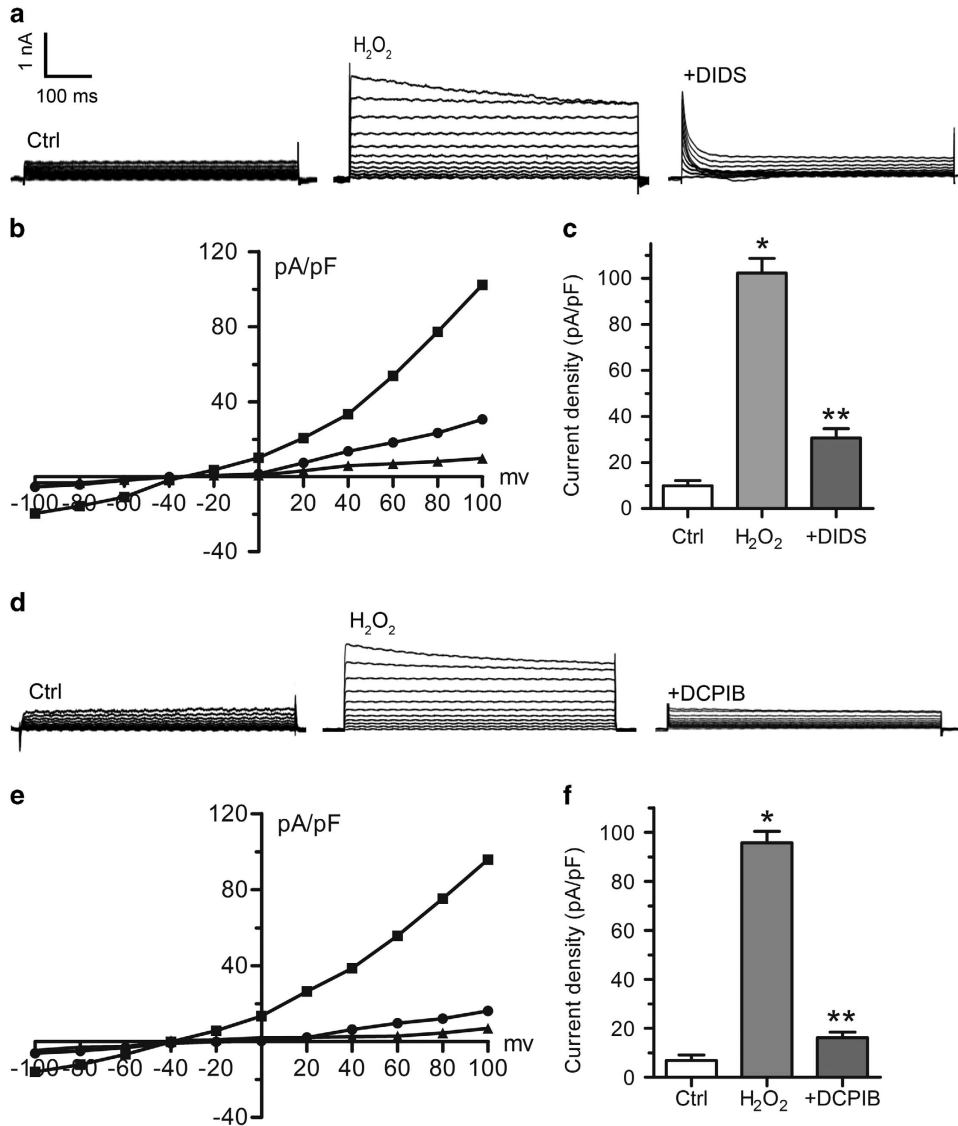 a
1 nA
100 ms
Ctrl
H₂O₂
+DIDS
b
120
80
40
-40
pA/pF
-100 -80 -60 -40 -20 20 40 60 80 100
mv
c
Current density (pA/pF)
100
80
60
40
20
0
*
**
Ctrl H₂O₂ +DIDS
d
Ctrl
H₂O₂
+DCPIB
e
120
80
40
-40
pA/pF
-100 -80 -60 -40 -20 20 40 60 80 100
mv
f
Current density (pA/pF)
100
80
60
40
20
0
*
**
Ctrl H₂O₂ +DCPIB